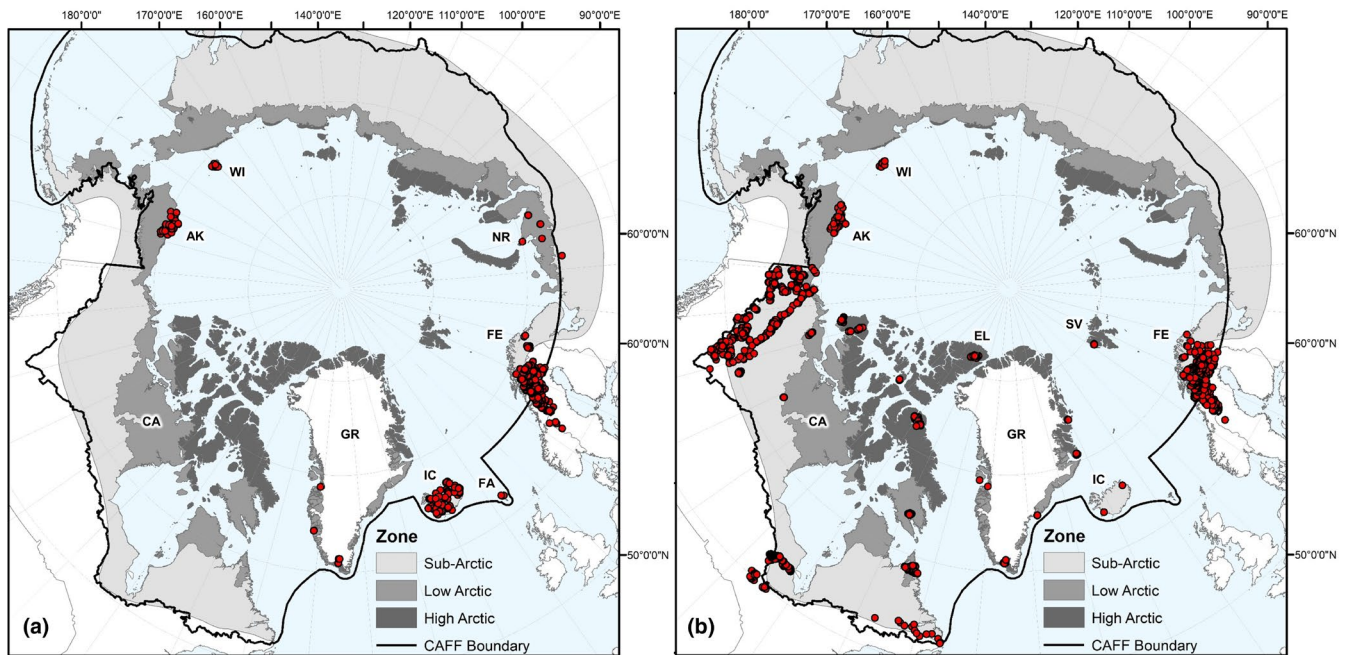 180°0'0" 170°0'0"W 160°0'0"W 140°0'0"W 120°0'0"E 110°0'0"E 100°0'0"E 90°0'0"E
WI
AK
NR
60°0'0"N
FE
60°0'0"N
CA
GR
IC
FA
50°0'0"N
Zone
Sub-Arctic
Low Arctic
High Arctic
CAFF Boundary
(a)
180°0'0" 170°0'0"W 160°0'0"W 140°0'0"W 120°0'0"E 110°0'0"E 100°0'0"E 90°0'0"E
WI
AK
60°0'0"N
EL
SV
FE
60°0'0"N
CA
GR
IC
50°0'0"N
Zone
Sub-Arctic
Low Arctic
High Arctic
CAFF Boundary
(b)